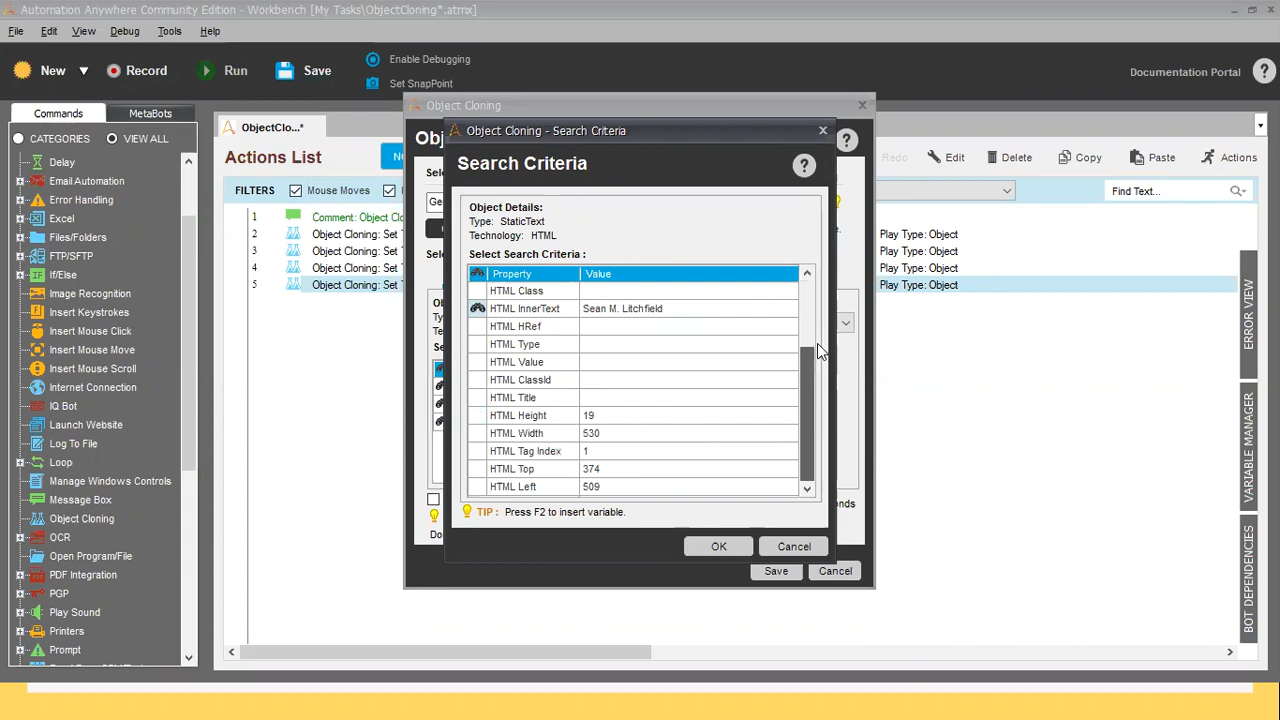 Automation Anywhere Community Edition - Workbench [My Tasks\ObjectCloning*.atmx]
File Edit View Debug Tools Help
New Record Run Save
Enable Debugging
Set SnapPoint
Documentation Portal
Commands MetaBots
CATEGORIES VIEW ALL
Delay
Email Automation
Error Handling
Excel
Files/Folders
FTP/SFTP
If/Else
Image Recognition
Insert Keystrokes
Insert Mouse Click
Insert Mouse Move
Insert Mouse Scroll
Internet Connection
IQ Bot
Launch Website
Log To File
Loop
Manage Windows Controls
Message Box
Object Cloning
OCR
Open Program/File
PDF Integration
PGP
Play Sound
Printers
Prompt
ObjectClo...*
Actions List
Redo Edit Delete Copy Paste Actions
FILTERS Mouse Moves
Find Text...
1 Comment: Object Clo
2 Object Cloning: Set Play Type: Object
3 Object Cloning: Set Play Type: Object
4 Object Cloning: Set Play Type: Object
5 Object Cloning: Set Play Type: Object
Object Cloning
Obj
Object Cloning - Search Criteria
Search Criteria
Object Details:
Type: StaticText
Technology: HTML
Select Search Criteria :
Property Value
HTML Class
HTML InnerText Sean M. Litchfield
HTML HRef
HTML Type
HTML Value
HTML ClassId
HTML Title
HTML Height 19
HTML Width 530
HTML Tag Index 1
HTML Top 374
HTML Left 509
TIP : Press F2 to insert variable.
OK Cancel
Save Cancel
ERROR VIEW
VARIABLE MANAGER
BOT DEPENDENCIES